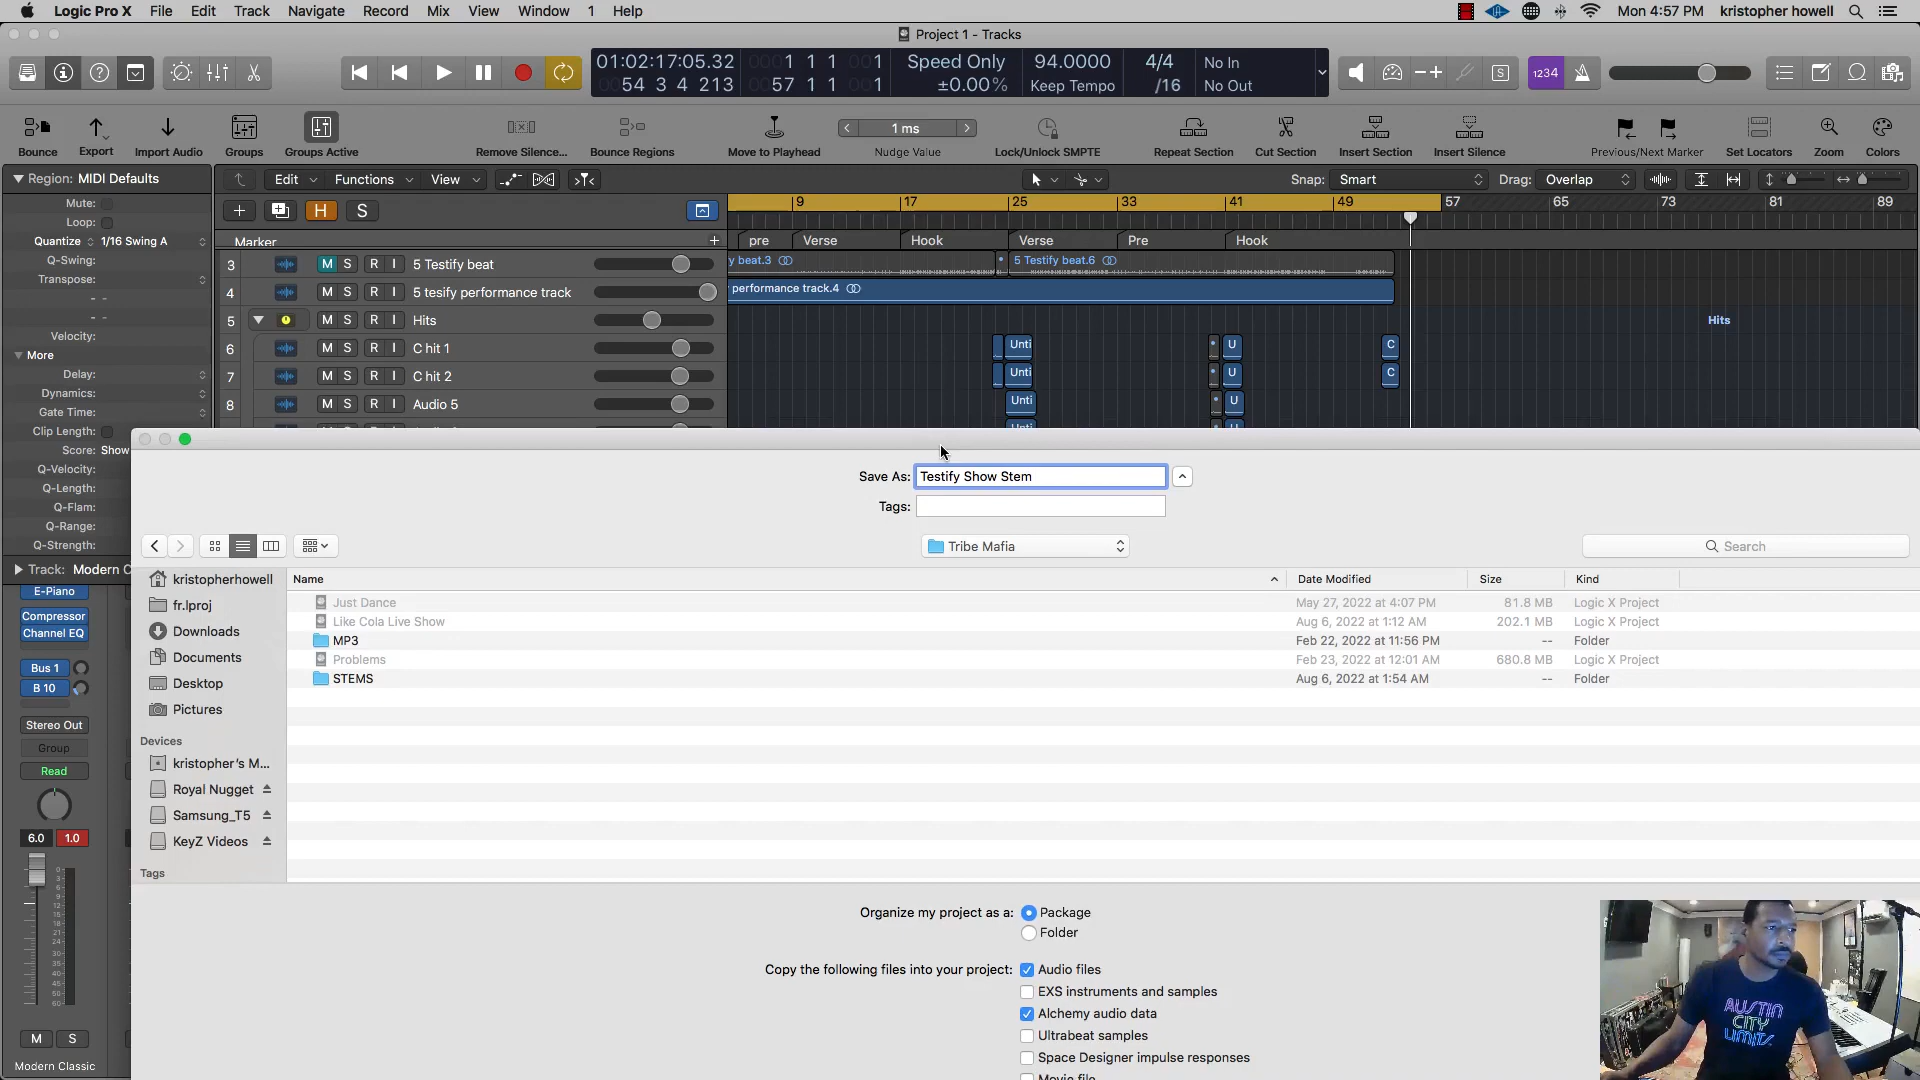 Logic Pro X File Edit Track Navigate Record Mix View Window 1 Help Mon 4:57 PM kristopher howell
Project 1 - Tracks
01:02:17:05.32 0001 1 1 001 Speed Only 94.0000 4/4 No In
0054 3 4 213 0057 1 1 001 ±0.00% Keep Tempo /16 No Out
S 1234
Bounce Export Import Audio Groups Groups Active Remove Silence... Bounce Regions Move to Playhead 1 ms Nudge Value Lock/Unlock SMPTE Repeat Section Cut Section Insert Section Insert Silence Previous/Next Marker Set Locators Zoom Colors
Region: MIDI Defaults Edit Functions View Snap: Smart Drag: Overlap
Mute:
Loop:
Quantize 1/16 Swing A
Q-Swing:
Transpose:
Velocity:
More
Delay:
Dynamics:
Gate Time:
Clip Length:
Score: Show
Q-Velocity:
Q-Length:
Q-Flam:
Q-Range:
Q-Strength:
Track: Modern C
H S 9 17 25 33 41 49 57 65 73 81 89
Marker pre Verse Hook Verse Pre Hook
3 M S R I 5 Testify beat y beat.3 5 Testify beat.6
4 M S R I 5 tesify performance track performance track.4
5 M S R I Hits Hits
6 M S R I C hit 1 Unti U C
7 M S R I C hit 2 Unti U C
8 M S R I Audio 5 Unti U
Save As: Testify Show Stem
Tags:
Tribe Mafia Search
Name Date Modified Size Kind
Just Dance May 27, 2022 at 4:07 PM 81.8 MB Logic X Project
Like Cola Live Show Aug 6, 2022 at 1:12 AM 202.1 MB Logic X Project
MP3 Feb 22, 2022 at 11:56 PM -- Folder
Problems Feb 23, 2022 at 12:01 AM 680.8 MB Logic X Project
STEMS Aug 6, 2022 at 1:54 AM -- Folder
kristopherhowell
fr.lproj
Downloads
Documents
Desktop
Pictures
Devices
kristopher's M...
Royal Nugget
Samsung_T5
KeyZ Videos
Tags
E-Piano
Compressor
Channel EQ
Bus 1
B 10
Stereo Out
Group
Read
6.0 1.0
M S
Modern Classic
Organize my project as a: Package
Folder
Copy the following files into your project: Audio files
EXS instruments and samples
Alchemy audio data
Ultrabeat samples
Space Designer impulse responses
Movie file
AUSTIN
CITY
LIMITS